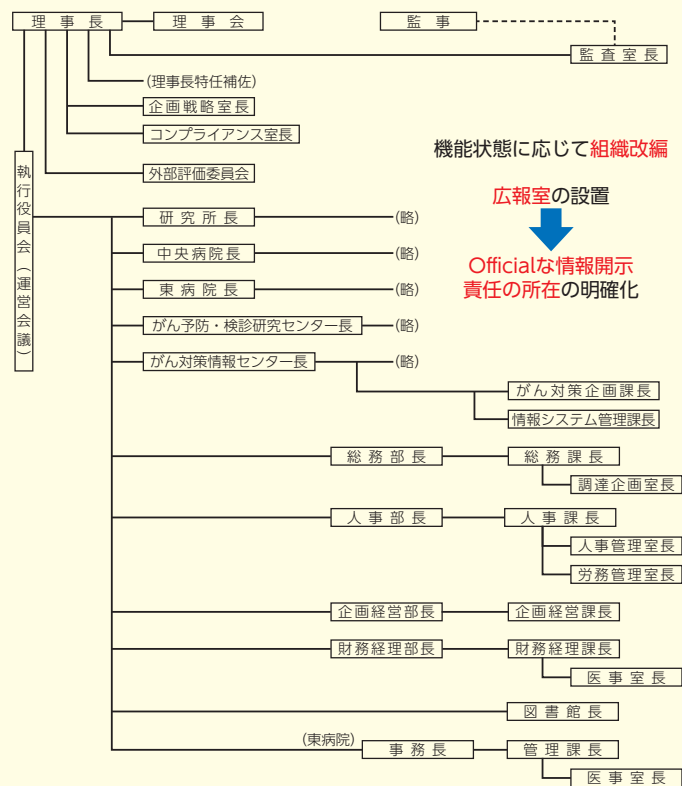 理事長
理事会
監事
監査室長
(理事長特任補佐)
企画戦略室長
コンプライアンス室長
外部評価委員会
執行役員会（運営会議）
機能状態に応じて組織改編
広報室の設置
Officialな情報開示
責任の所在の明確化
研究所長
(略)
中央病院長
(略)
東病院長
(略)
がん予防・検診研究センター長
(略)
がん対策情報センター長
(略)
がん対策企画課長
情報システム管理課長
総務部長
総務課長
調達企画室長
人事部長
人事課長
人事管理室長
労務管理室長
企画経営部長
企画経営課長
財務経理部長
財務経理課長
医事室長
図書館長
(東病院)
事務長
管理課長
医事室長